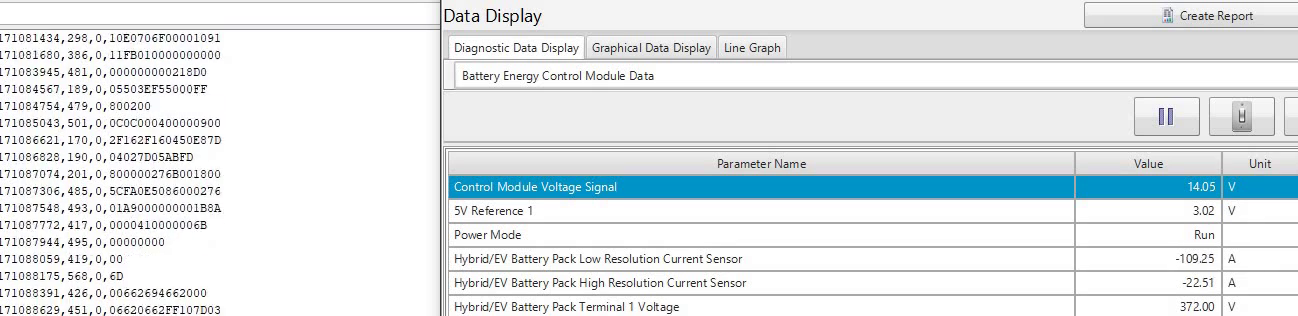 171081434,298,0,10E0706F00001091
171081680,386,0,11FB010000000000
171083945,481,0,000000000218D0
171084567,189,0,05503EF55000FF
171084754,479,0,800200
171085043,501,0,0C0C000400000900
171086621,170,0,2F162F160450E87D
171086828,190,0,04027D05ABFD
171087074,201,0,800000276B001800
171087306,485,0,5CFA0E5086000276
171087548,493,0,01A9000000001B8A
171087772,417,0,0000410000006B
171087944,495,0,00000000
171088059,419,0,00
171088175,568,0,6D
171088391,426,0,00662694662000
171088629,451,0,06620662FF107D03
Data Display
Create Report
Diagnostic Data Display Graphical Data Display Line Graph
Battery Energy Control Module Data
Parameter Name Value Unit
Control Module Voltage Signal 14.05 V
5V Reference 1 3.02 V
Power Mode Run
Hybrid/EV Battery Pack Low Resolution Current Sensor -109.25 A
Hybrid/EV Battery Pack High Resolution Current Sensor -22.51 A
Hybrid/EV Battery Pack Terminal 1 Voltage 372.00 V